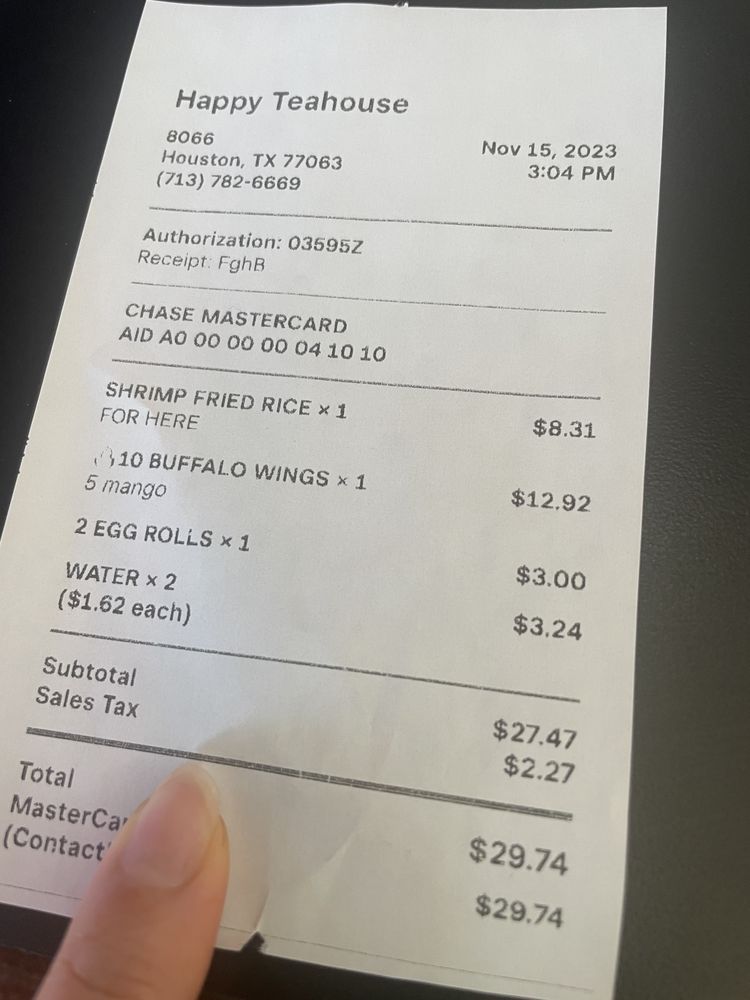 Happy Teahouse
8066
Houston, TX 77063
(713) 782-6669
Nov 15, 2023
3:04 PM
Authorization: 03595Z
Receipt: FghB
CHASE MASTERCARD
AID A0 00 00 00 04 10 10
SHRIMP FRIED RICE × 1 $8.31
FOR HERE
10 BUFFALO WINGS × 1 $12.92
5 mango
2 EGG ROLLS × 1 $3.00
WATER × 2 $3.24
($1.62 each)
Subtotal $27.47
Sales Tax $2.27
Total $29.74
$29.74